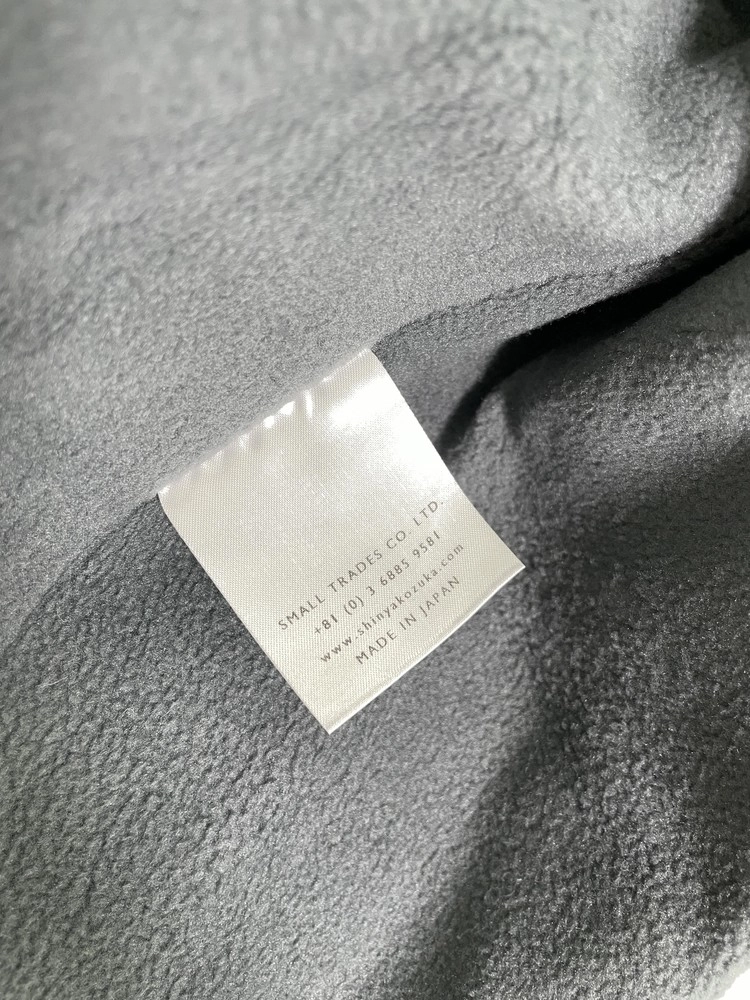 SMALL TRADES CO. LTD.
+81 (0) 3 6885 9581
www.shinyakozuka.com
MADE IN JAPAN